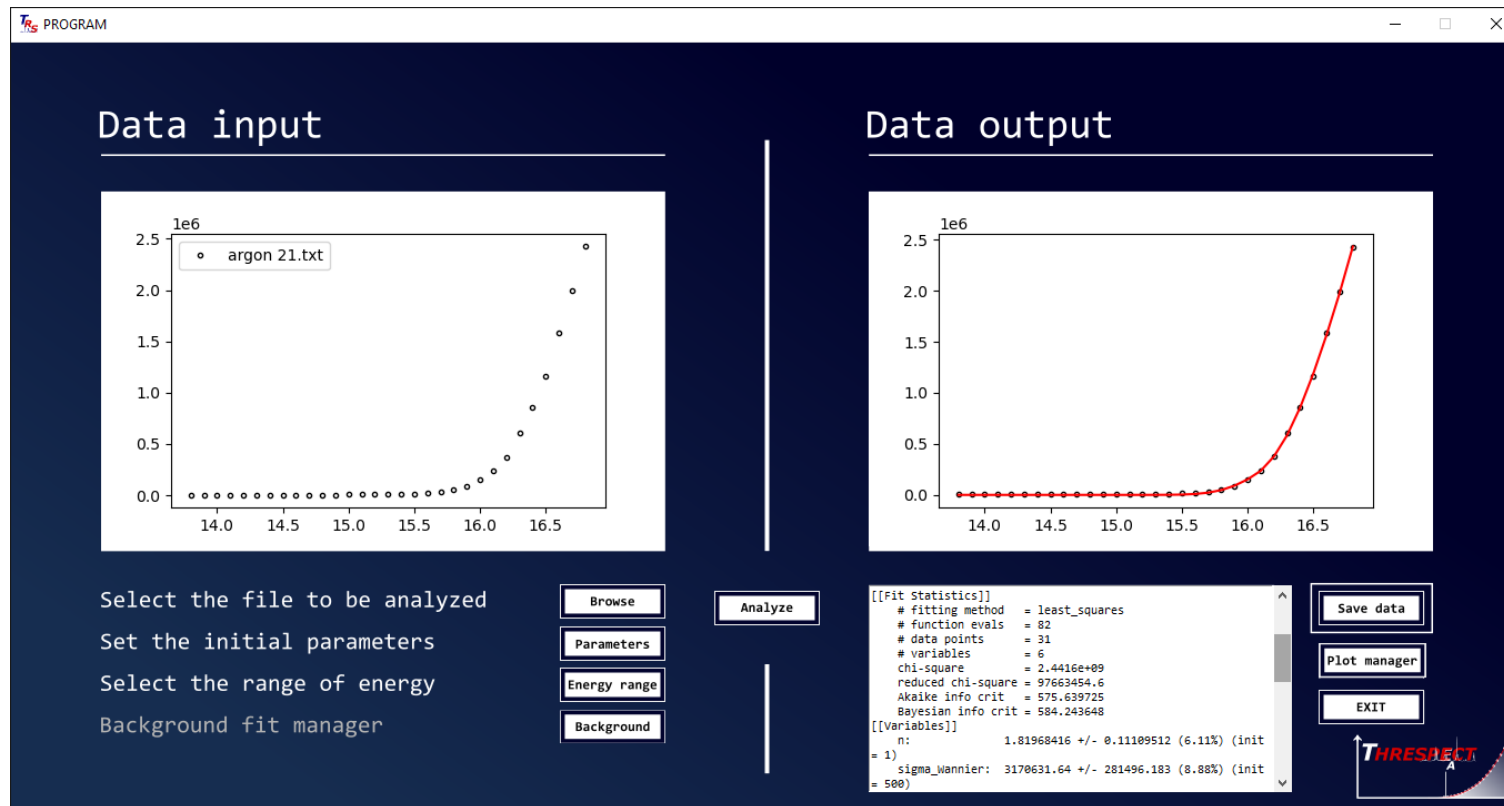 TRS PROGRAM
Data input
Data output
1e6
2.5
2.0
1.5
1.0
0.5
0.0
argon 21.txt
14.0 14.5 15.0 15.5 16.0 16.5
1e6
2.5
2.0
1.5
1.0
0.5
0.0
14.0 14.5 15.0 15.5 16.0 16.5
Select the file to be analyzed
Browse
Set the initial parameters
Parameters
Select the range of energy
Energy range
Background fit manager
Background
Analyze
[[Fit Statistics]]
# fitting method = least_squares
# function evals = 82
# data points = 31
# variables = 6
chi-square = 2.4416e+09
reduced chi-square = 97663454.6
Akaike info crit = 575.639725
Bayesian info crit = 584.243648
[[Variables]]
n: 1.81968416 +/- 0.11109512 (6.11%) (init
= 1)
sigma_Wannier: 3170631.64 +/- 281496.183 (8.88%) (init
= 500)
Save data
Plot manager
EXIT
THRESPECT
A